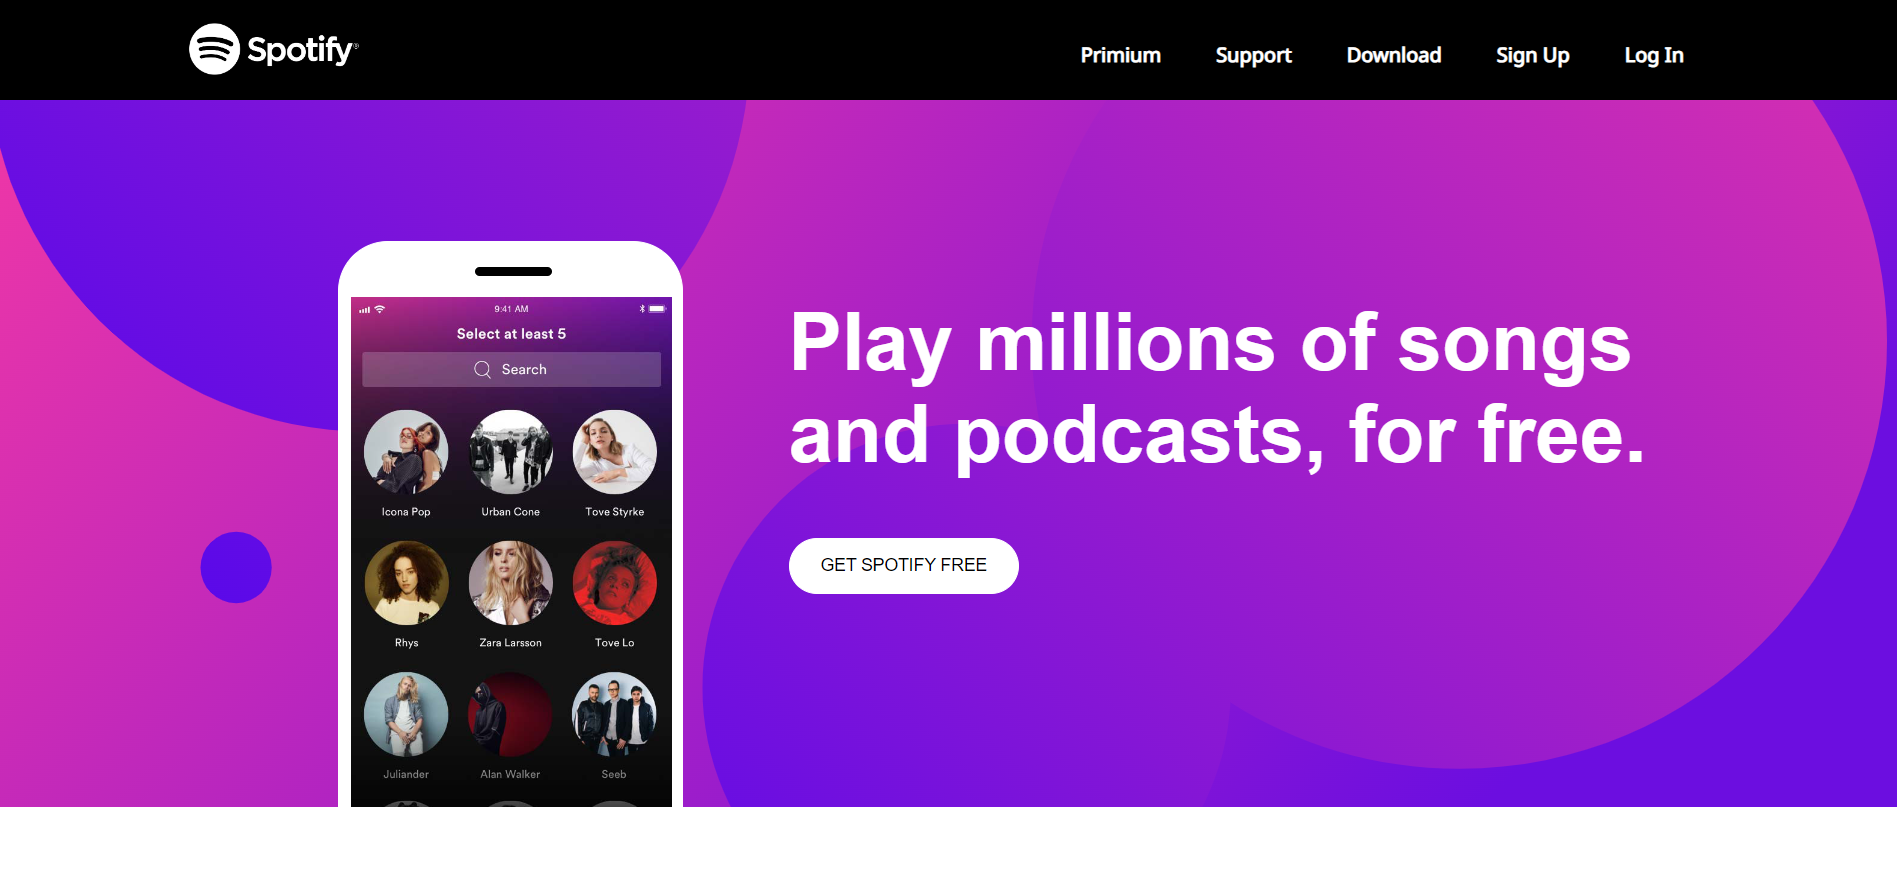 Spotify®
Primium Support Download Sign Up Log In
9:41 AM
Select at least 5
Search
Icona Pop Urban Cone Tove Styrke
Rhys Zara Larsson Tove Lo
Juliander Alan Walker Seeb
Play millions of songs
and podcasts, for free.
GET SPOTIFY FREE